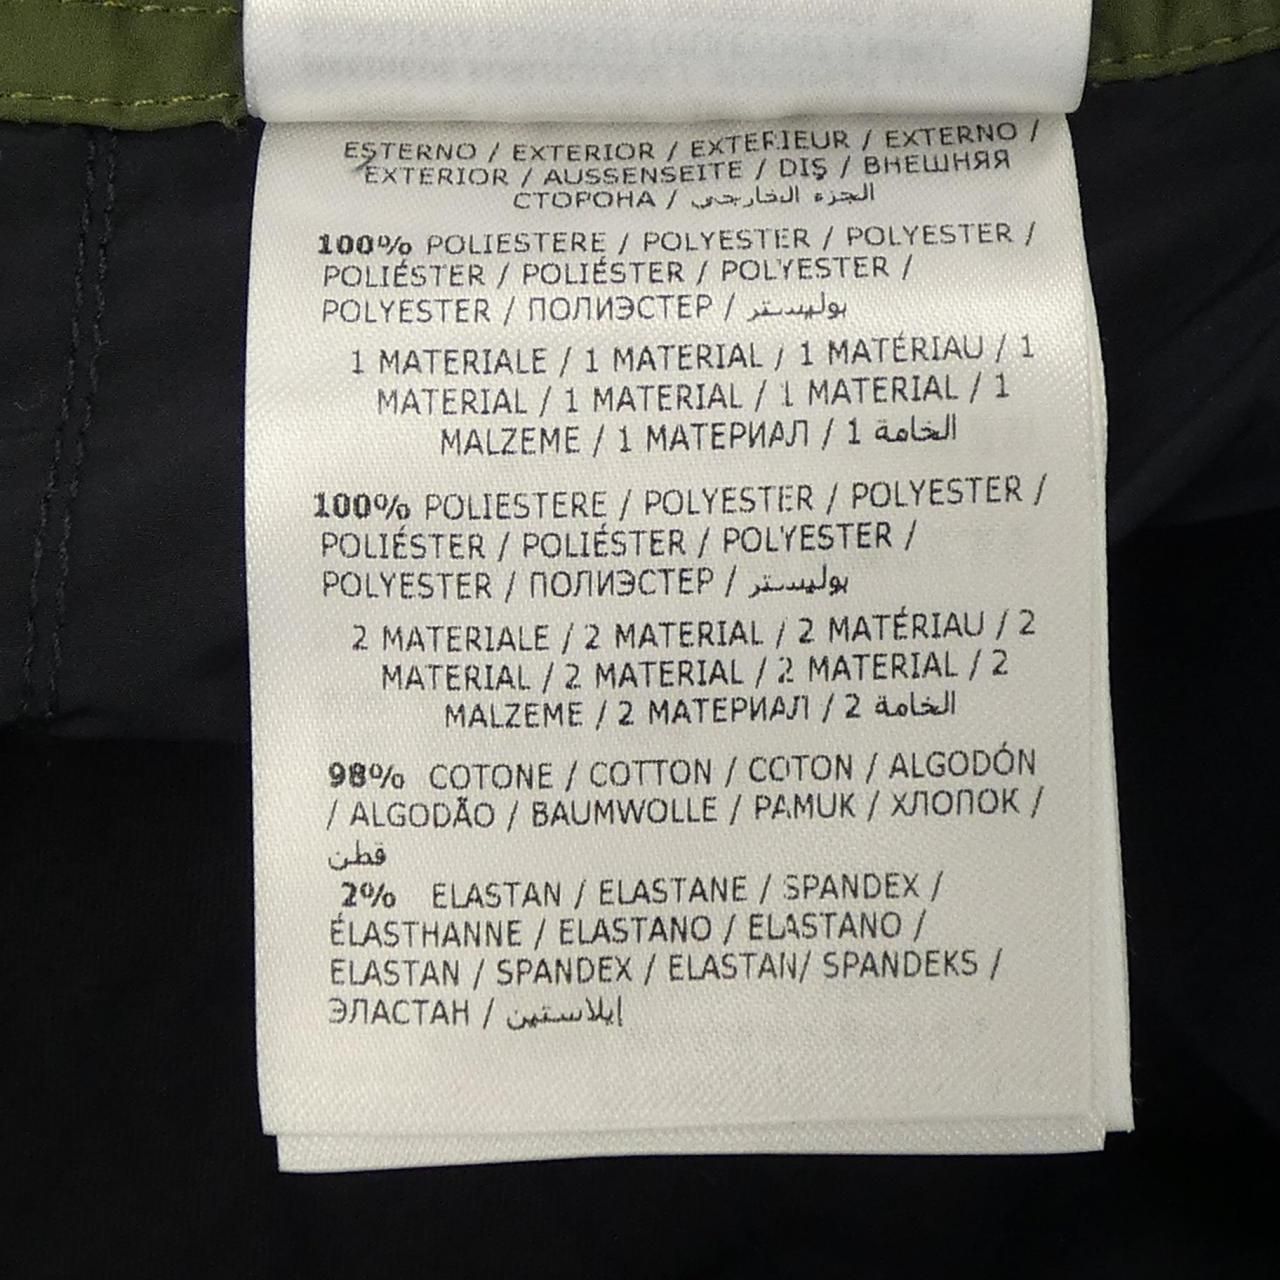 ESTERNO / EXTERIOR / EXTERIEUR / EXTERNO /
EXTERIOR / AUSSENSEITE / DIŞ / ВНЕШНЯЯ
СТОРОНА / الجزء الخارجي
100% POLIESTERE / POLYESTER / POLYESTER /
POLIÉSTER / POLIÉSTER / POLYESTER /
POLYESTER / ПОЛИЭСТЕР / بوليستر
1 MATERIALE / 1 MATERIAL / 1 MATÉRIAU / 1
MATERIAL / 1 MATERIAL / 1 MATERIAL / 1
MALZEME / 1 МАТЕРИАЛ / 1 الخامة
100% POLIESTERE / POLYESTER / POLYESTER /
POLIÉSTER / POLIÉSTER / POLYESTER /
POLYESTER / ПОЛИЭСТЕР / بوليستر
2 MATERIALE / 2 MATERIAL / 2 MATÉRIAU / 2
MATERIAL / 2 MATERIAL / 2 MATERIAL / 2
MALZEME / 2 МАТЕРИАЛ / 2 الخامة
98% COTONE / COTTON / COTON / ALGODÓN
/ ALGODÃO / BAUMWOLLE / PAMUK / ХЛОПОК /
قطن
2% ELASTAN / ELASTANE / SPANDEX /
ÉLASTHANNE / ELASTANO / ELASTANO /
ELASTAN / SPANDEX / ELASTAN/ SPANDEKS /
ЭЛАСТАН / إيلاستين